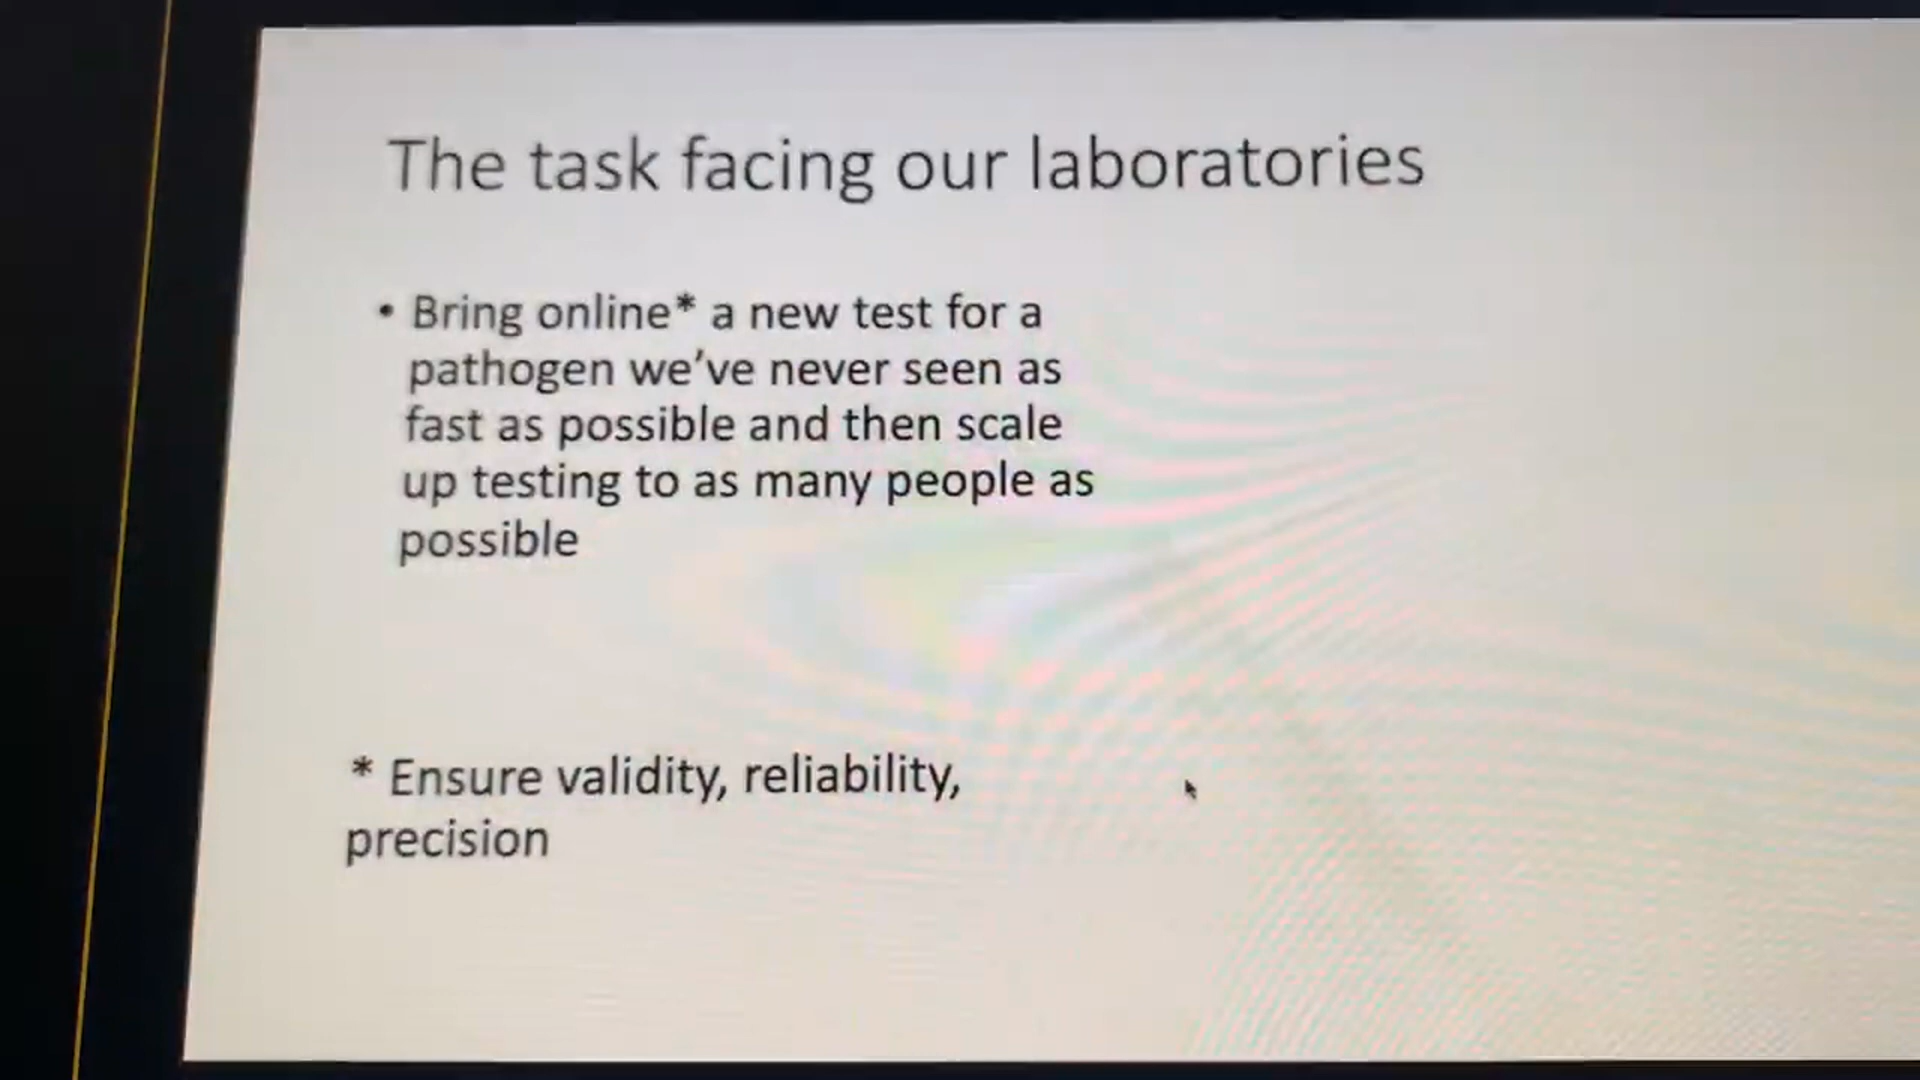 The task facing our laboratories
• Bring online* a new test for a
pathogen we've never seen as
fast as possible and then scale
up testing to as many people as
possible
* Ensure validity, reliability,
precision